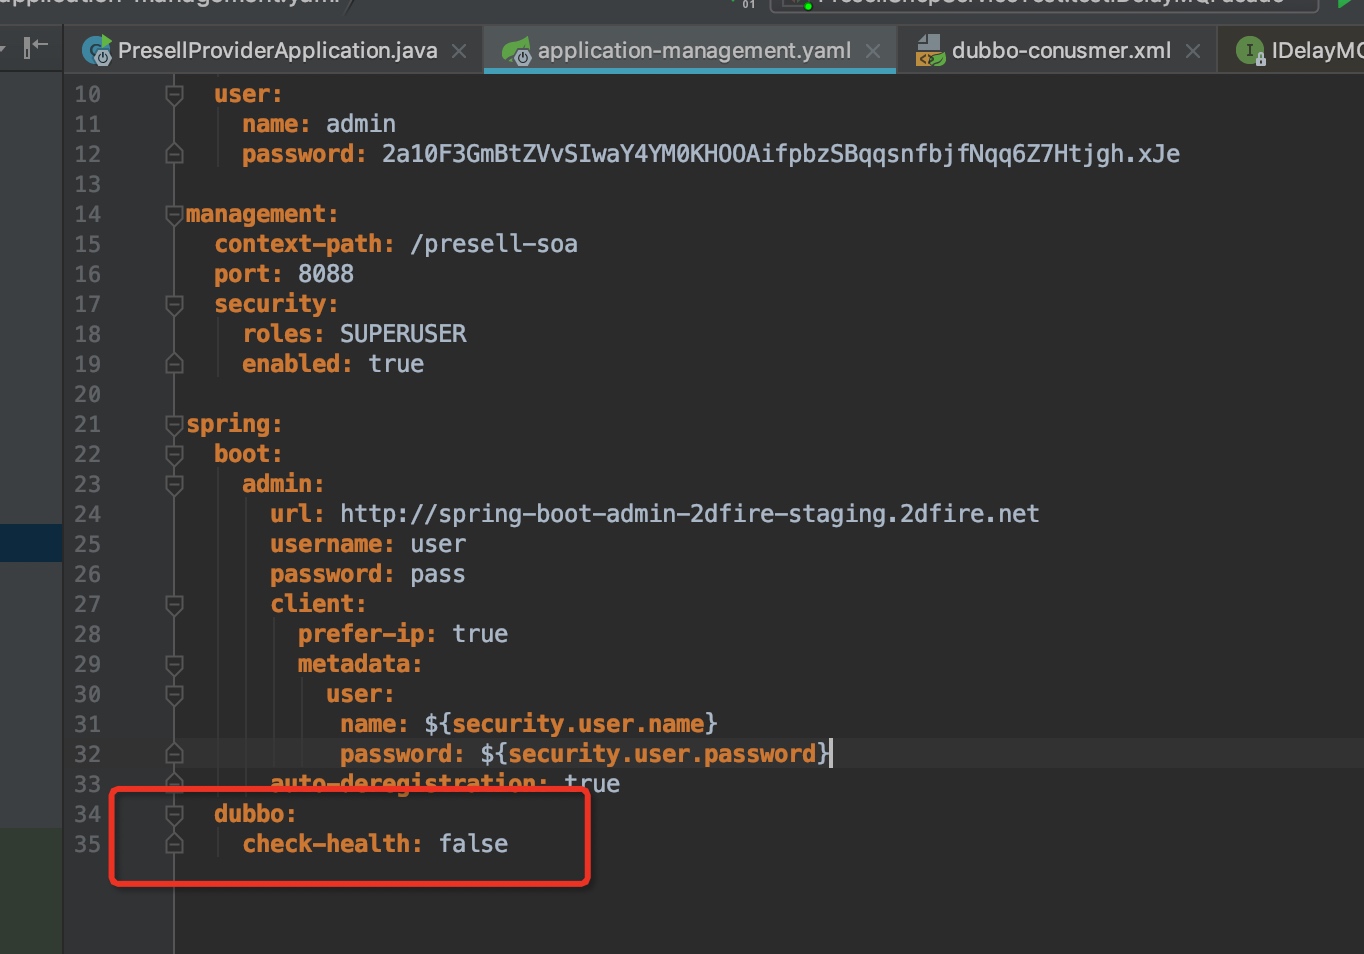 01
PresellProviderApplication.java
application-management.yaml
dubbo-conusmer.xml
10 user:
11 name: admin
12 password: 2a10F3GmBtZVvSIwaY4YM0KHOOAifpbzSBqqsnfbjfNqq6Z7Htjgh.xJe
13
14 management:
15 context-path: /presell-soa
16 port: 8088
17 security:
18 roles: SUPERUSER
19 enabled: true
20
21 spring:
22 boot:
23 admin:
24 url: http://spring-boot-admin-2dfire-staging.2dfire.net
25 username: user
26 password: pass
27 client:
28 prefer-ip: true
29 metadata:
30 user:
31 name: ${security.user.name}
32 password: ${security.user.password}
33 auto-deregistration: true
34 dubbo:
35 check-health: false